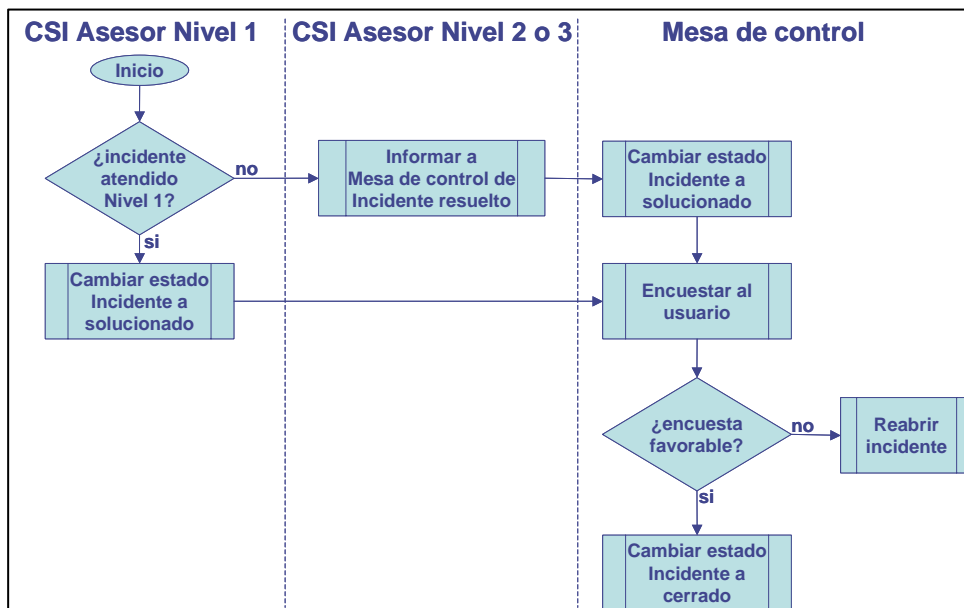 CSI Asesor Nivel 1
CSI Asesor Nivel 2 o 3
Mesa de control
Inicio
¿incidente
atendido
Nivel 1?
no
Informar a
Mesa de control de
Incidente resuelto
Cambiar estado
Incidente a
solucionado
si
Cambiar estado
Incidente a
solucionado
Encuestar al
usuario
¿encuesta
favorable?
no
Reabrir
incidente
si
Cambiar estado
Incidente a
cerrado